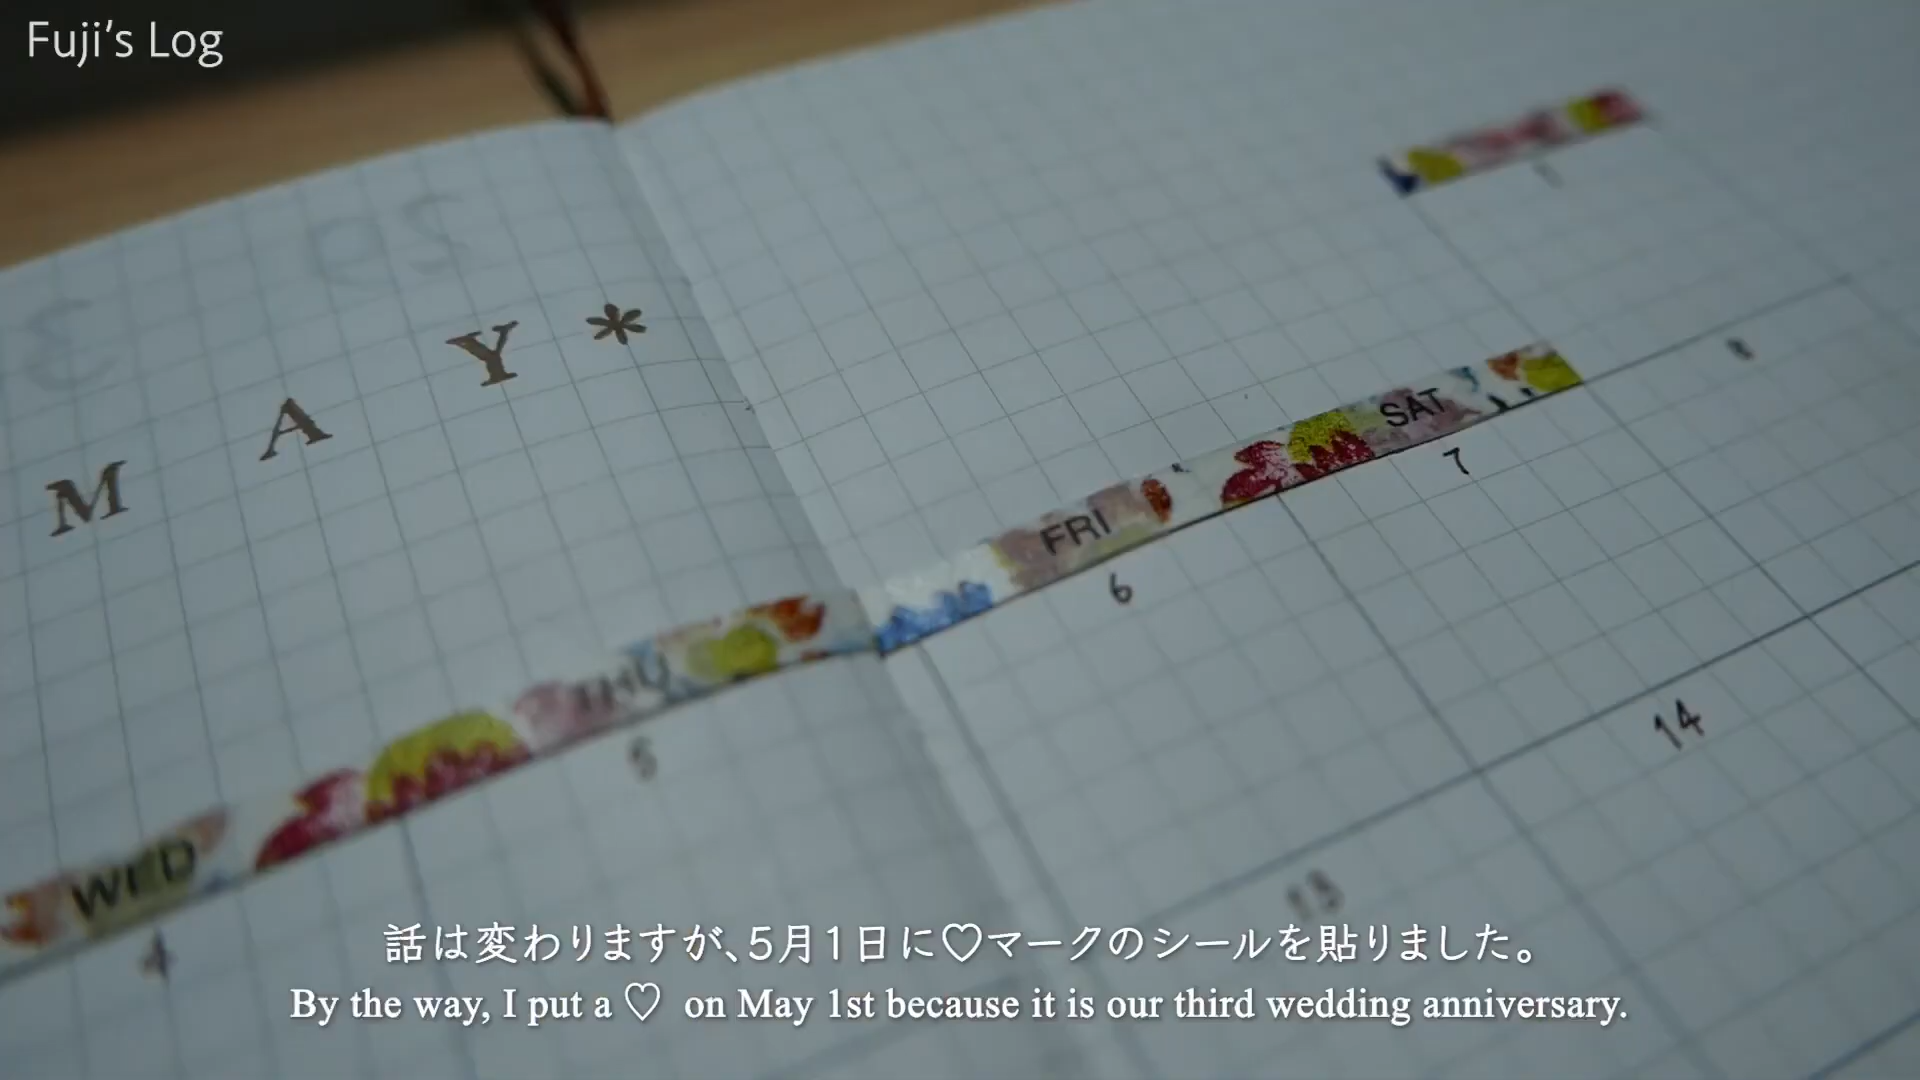 Fuji's Log
M A Y *
WED THU FRI SAT
4 5 6 7 8
13 14
話は変わりますが、5月1日に♡マークのシールを貼りました。
By the way, I put a ♡ on May 1st because it is our third wedding anniversary.